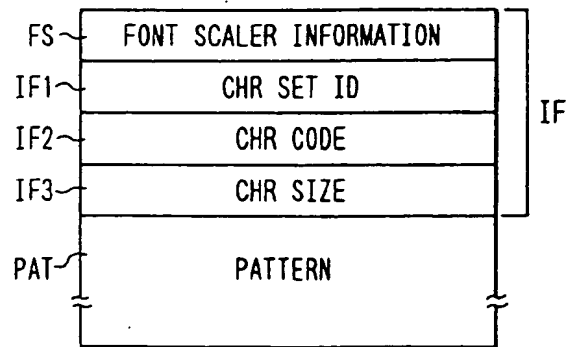 FS FONT SCALER INFORMATION
IF1 CHR SET ID
IF
IF2 CHR CODE
IF3 CHR SIZE
PAT PATTERN